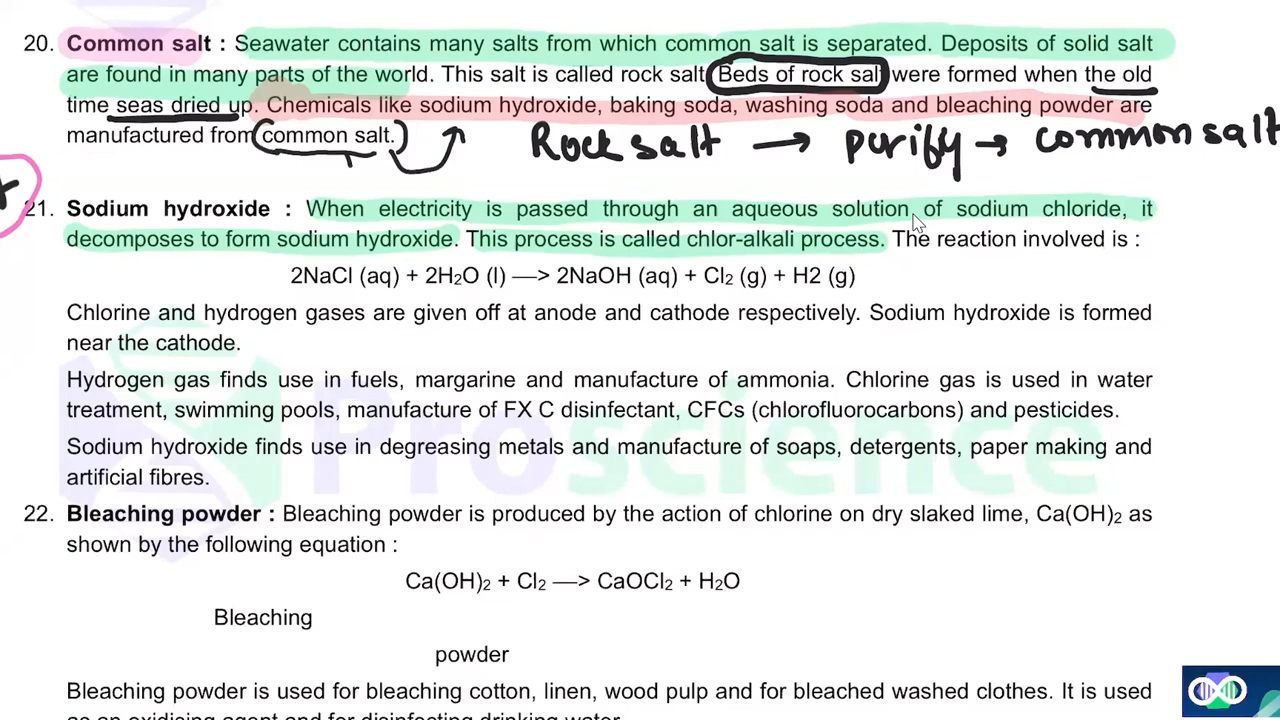 20. Common salt : Seawater contains many salts from which common salt is separated. Deposits of solid salt
are found in many parts of the world. This salt is called rock salt. Beds of rock salt were formed when the old
time seas dried up. Chemicals like sodium hydroxide, baking soda, washing soda and bleaching powder are
manufactured from common salt.
Rock salt → purify → common salt
21. Sodium hydroxide : When electricity is passed through an aqueous solution of sodium chloride, it
decomposes to form sodium hydroxide. This process is called chlor-alkali process. The reaction involved is :
2NaCl (aq) + 2H₂O (l) —> 2NaOH (aq) + Cl₂ (g) + H2 (g)
Chlorine and hydrogen gases are given off at anode and cathode respectively. Sodium hydroxide is formed
near the cathode.
Hydrogen gas finds use in fuels, margarine and manufacture of ammonia. Chlorine gas is used in water
treatment, swimming pools, manufacture of FX C disinfectant, CFCs (chlorofluorocarbons) and pesticides.
Sodium hydroxide finds use in degreasing metals and manufacture of soaps, detergents, paper making and
artificial fibres.
Proscience
22. Bleaching powder : Bleaching powder is produced by the action of chlorine on dry slaked lime, Ca(OH)₂ as
shown by the following equation :
Ca(OH)₂ + Cl₂ —> CaOCl₂ + H₂O
Bleaching
powder
Bleaching powder is used for bleaching cotton, linen, wood pulp and for bleached washed clothes. It is used
as an oxidising agent and for disinfecting drinking water.